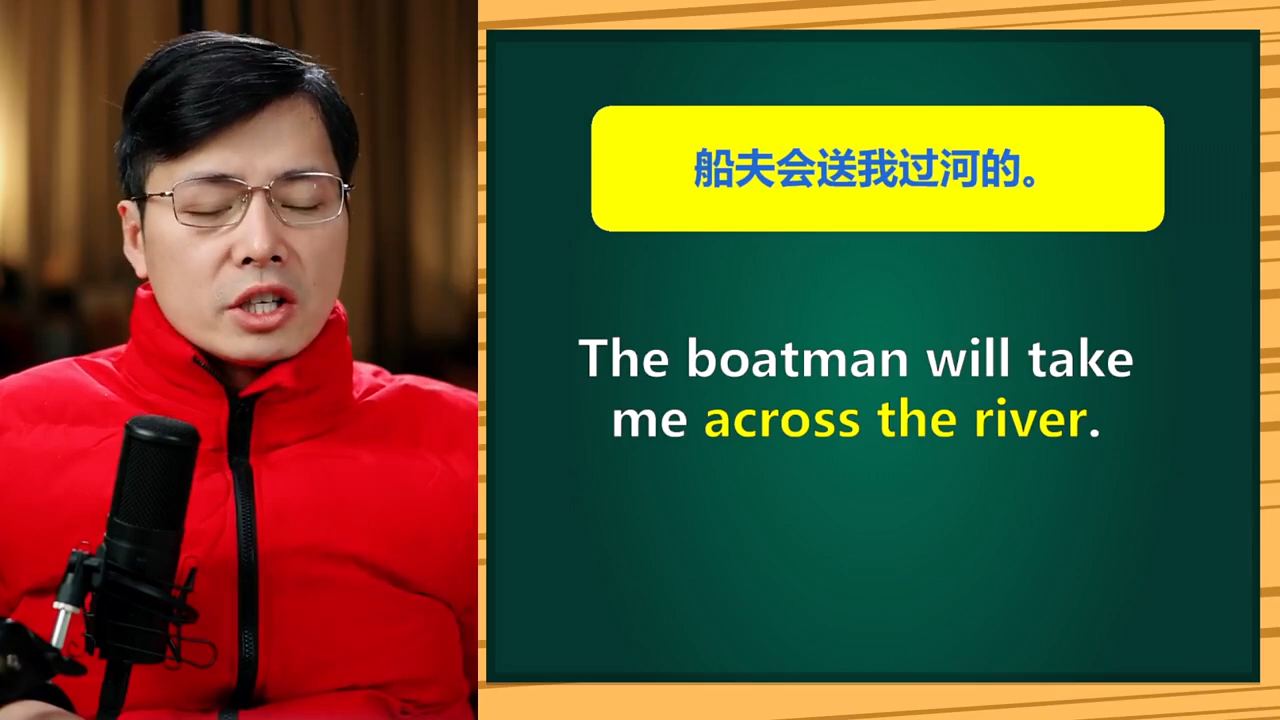 船夫会送我过河的。
The boatman will take
me across the river.